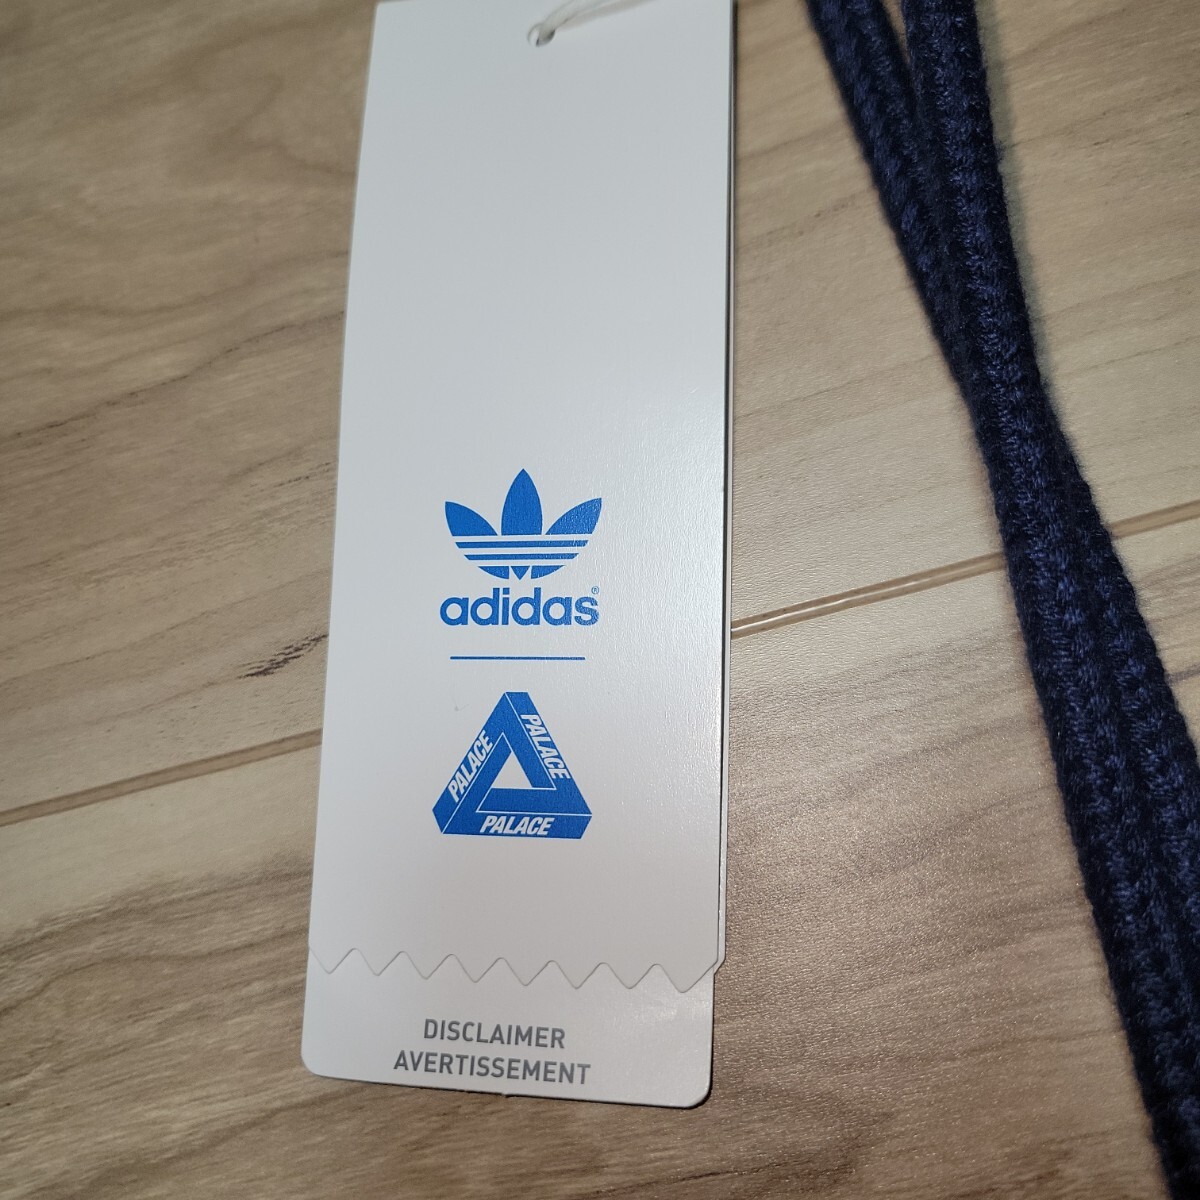 adidas®
PALACE
PALACE
PALACE
DISCLAIMER
AVERTISSEMENT